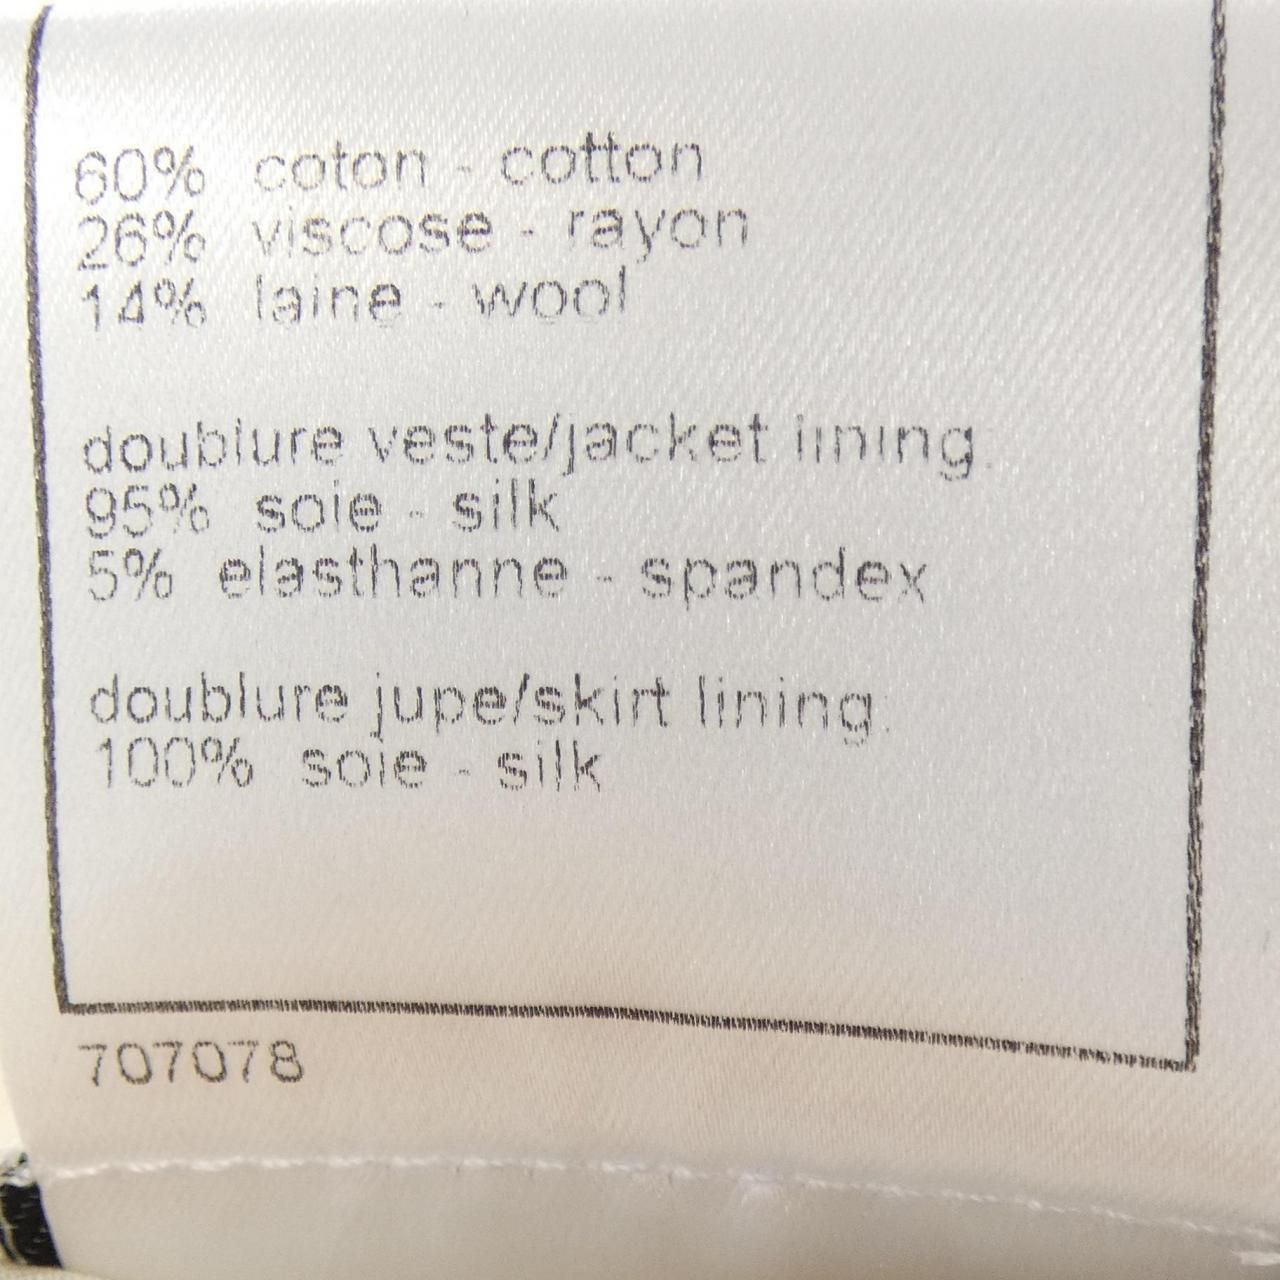 60% coton - cotton
26% viscose - rayon
14% laine - wool
doublure veste/jacket lining:
95% soie - silk
5% elasthanne - spandex
doublure jupe/skirt lining:
100% soie - silk
707078